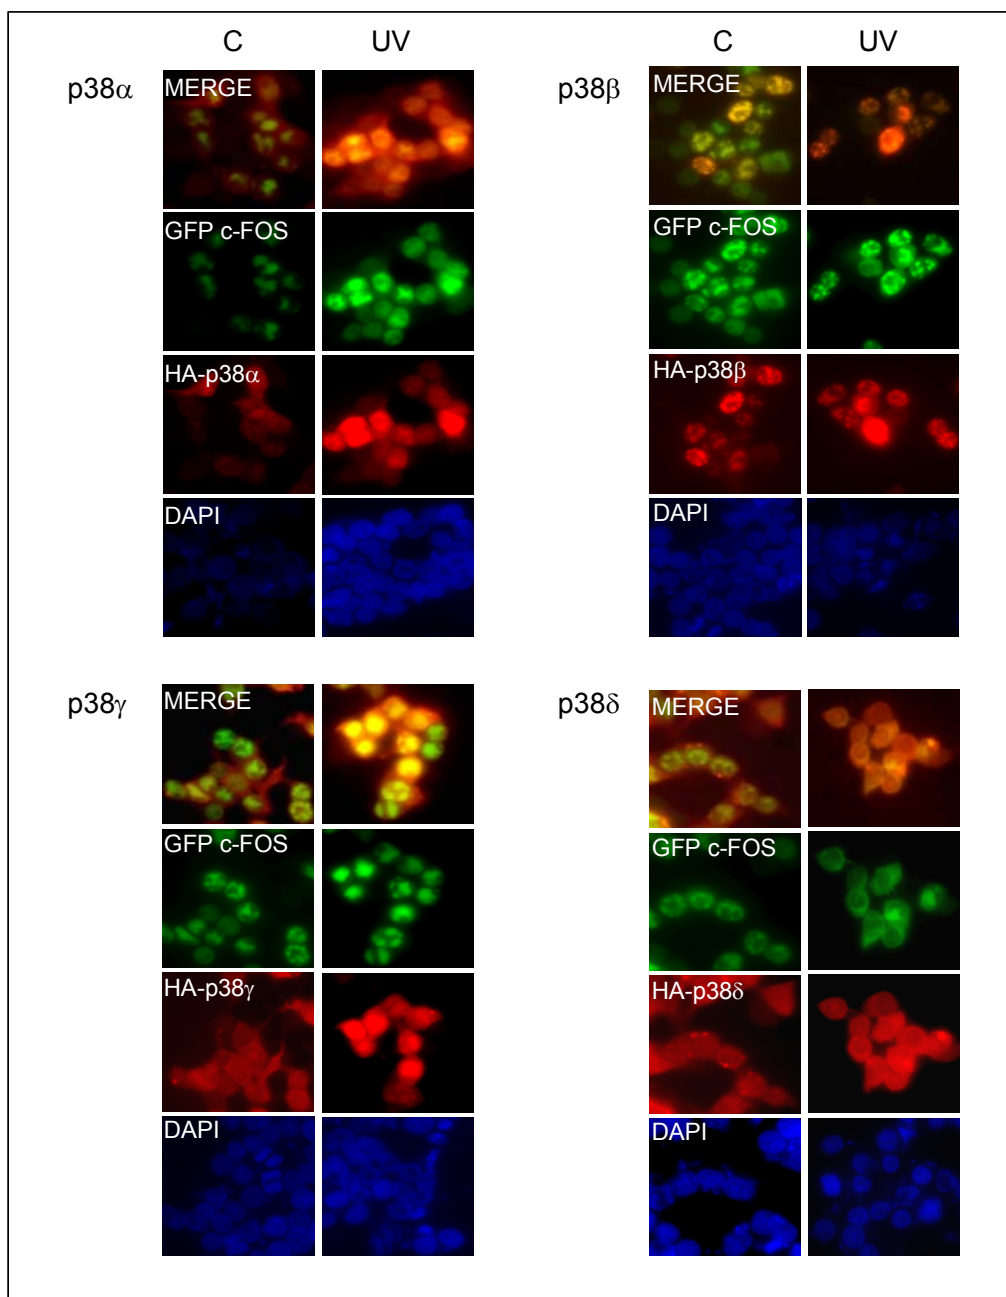 C UV
p38α
MERGE
GFP c-FOS
HA-p38α
DAPI
C UV
p38β
MERGE
GFP c-FOS
HA-p38β
DAPI
p38γ
MERGE
GFP c-FOS
HA-p38γ
DAPI
p38δ
MERGE
GFP c-FOS
HA-p38δ
DAPI